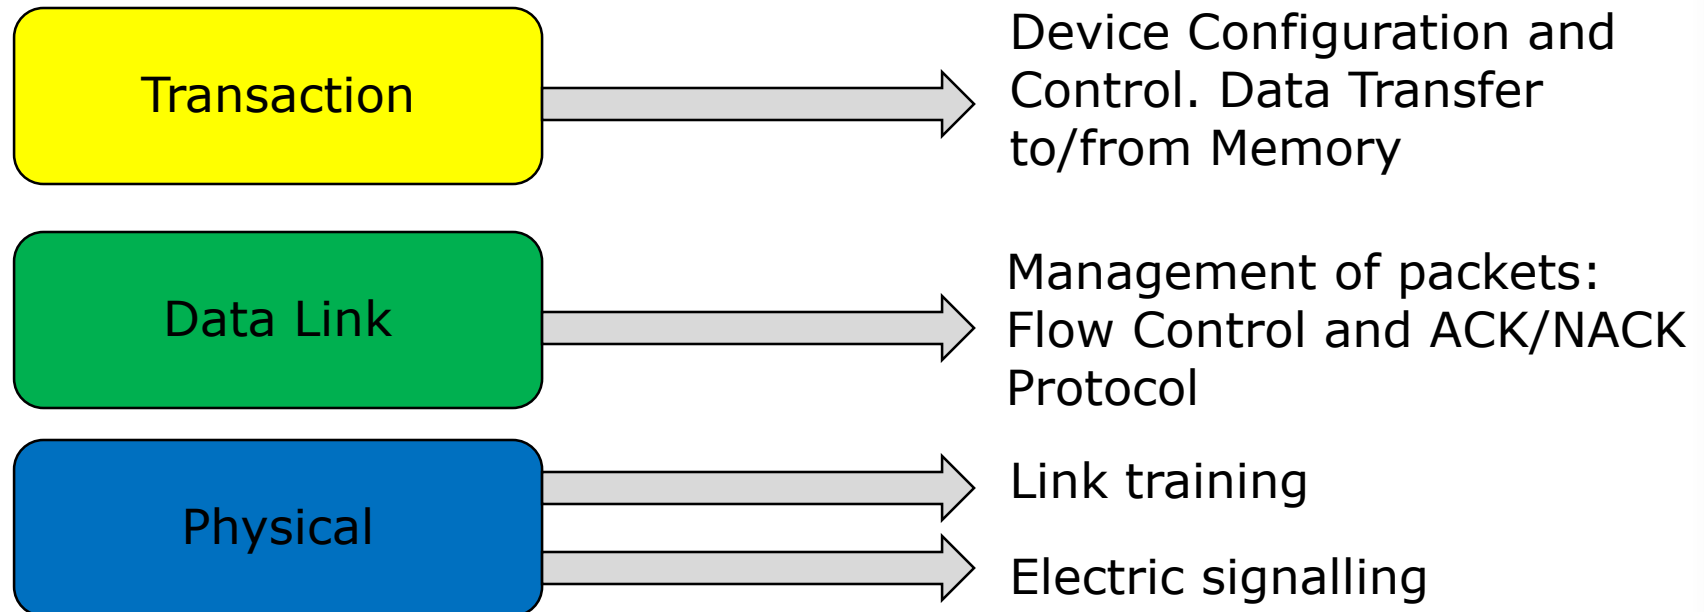 Transaction
Device Configuration and
Control. Data Transfer
to/from Memory
Data Link
Management of packets:
Flow Control and ACK/NACK
Protocol
Physical
Link training
Electric signalling